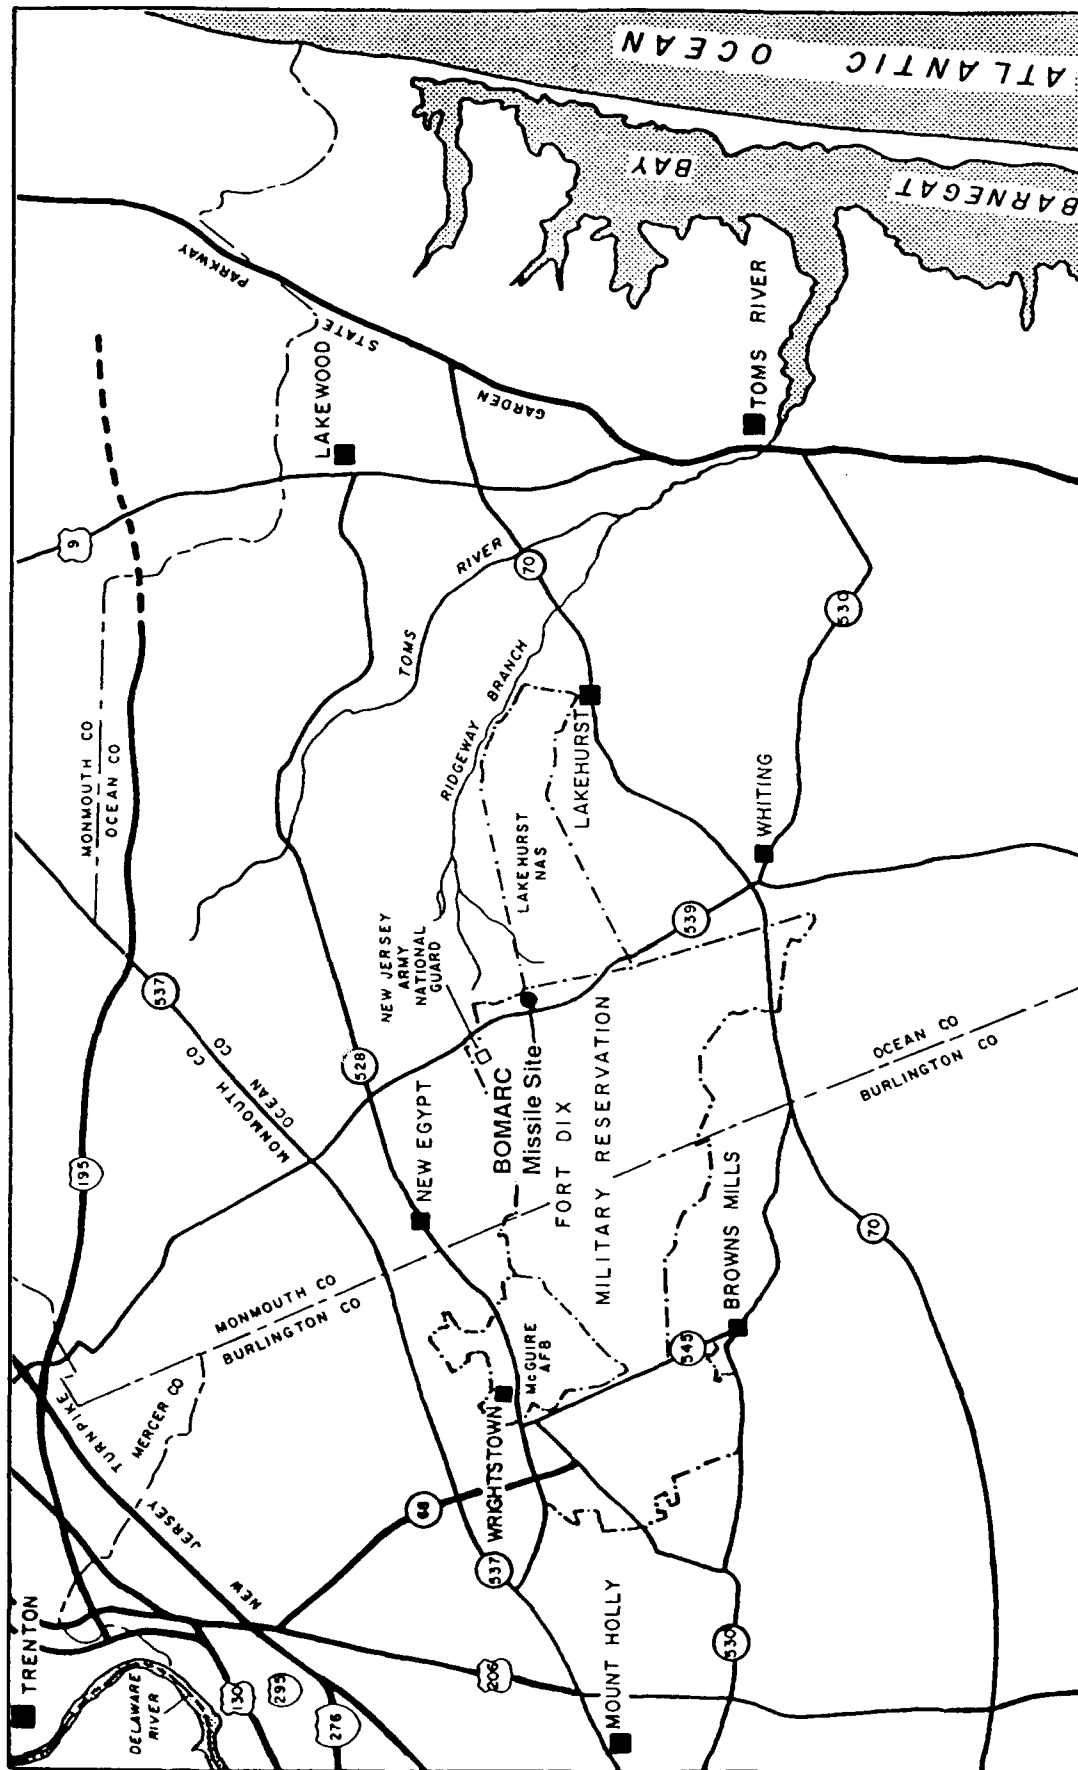 TRENTON
DELAWARE
RIVER
130
295
276
206
NEW
JERSEY
TURNPIKE
MERCER CO
MONMOUTH CO
BURLINGTON CO
195
537
MONMOUTH CO
OCEAN CO
MONMOUTH CO
OCEAN CO
9
GARDEN
STATE
PARKWAY
LAKEWOOD
528
NEW EGYPT
68
537
WRIGHTSTOWN
McGUIRE
AFB
NEW JERSEY
ARMY
NATIONAL
GUARD
BOMARC
Missile Site
FORT DIX
MILITARY RESERVATION
LAKEHURST
NAS
RIDGEWAY BRANCH
TOMS RIVER
70
LAKEHURST
539
WHITING
530
TOMS RIVER
BARNEGAT
BAY
ATLANTIC OCEAN
MOUNT HOLLY
530
545
BROWNS MILLS
OCEAN CO
BURLINGTON CO
70